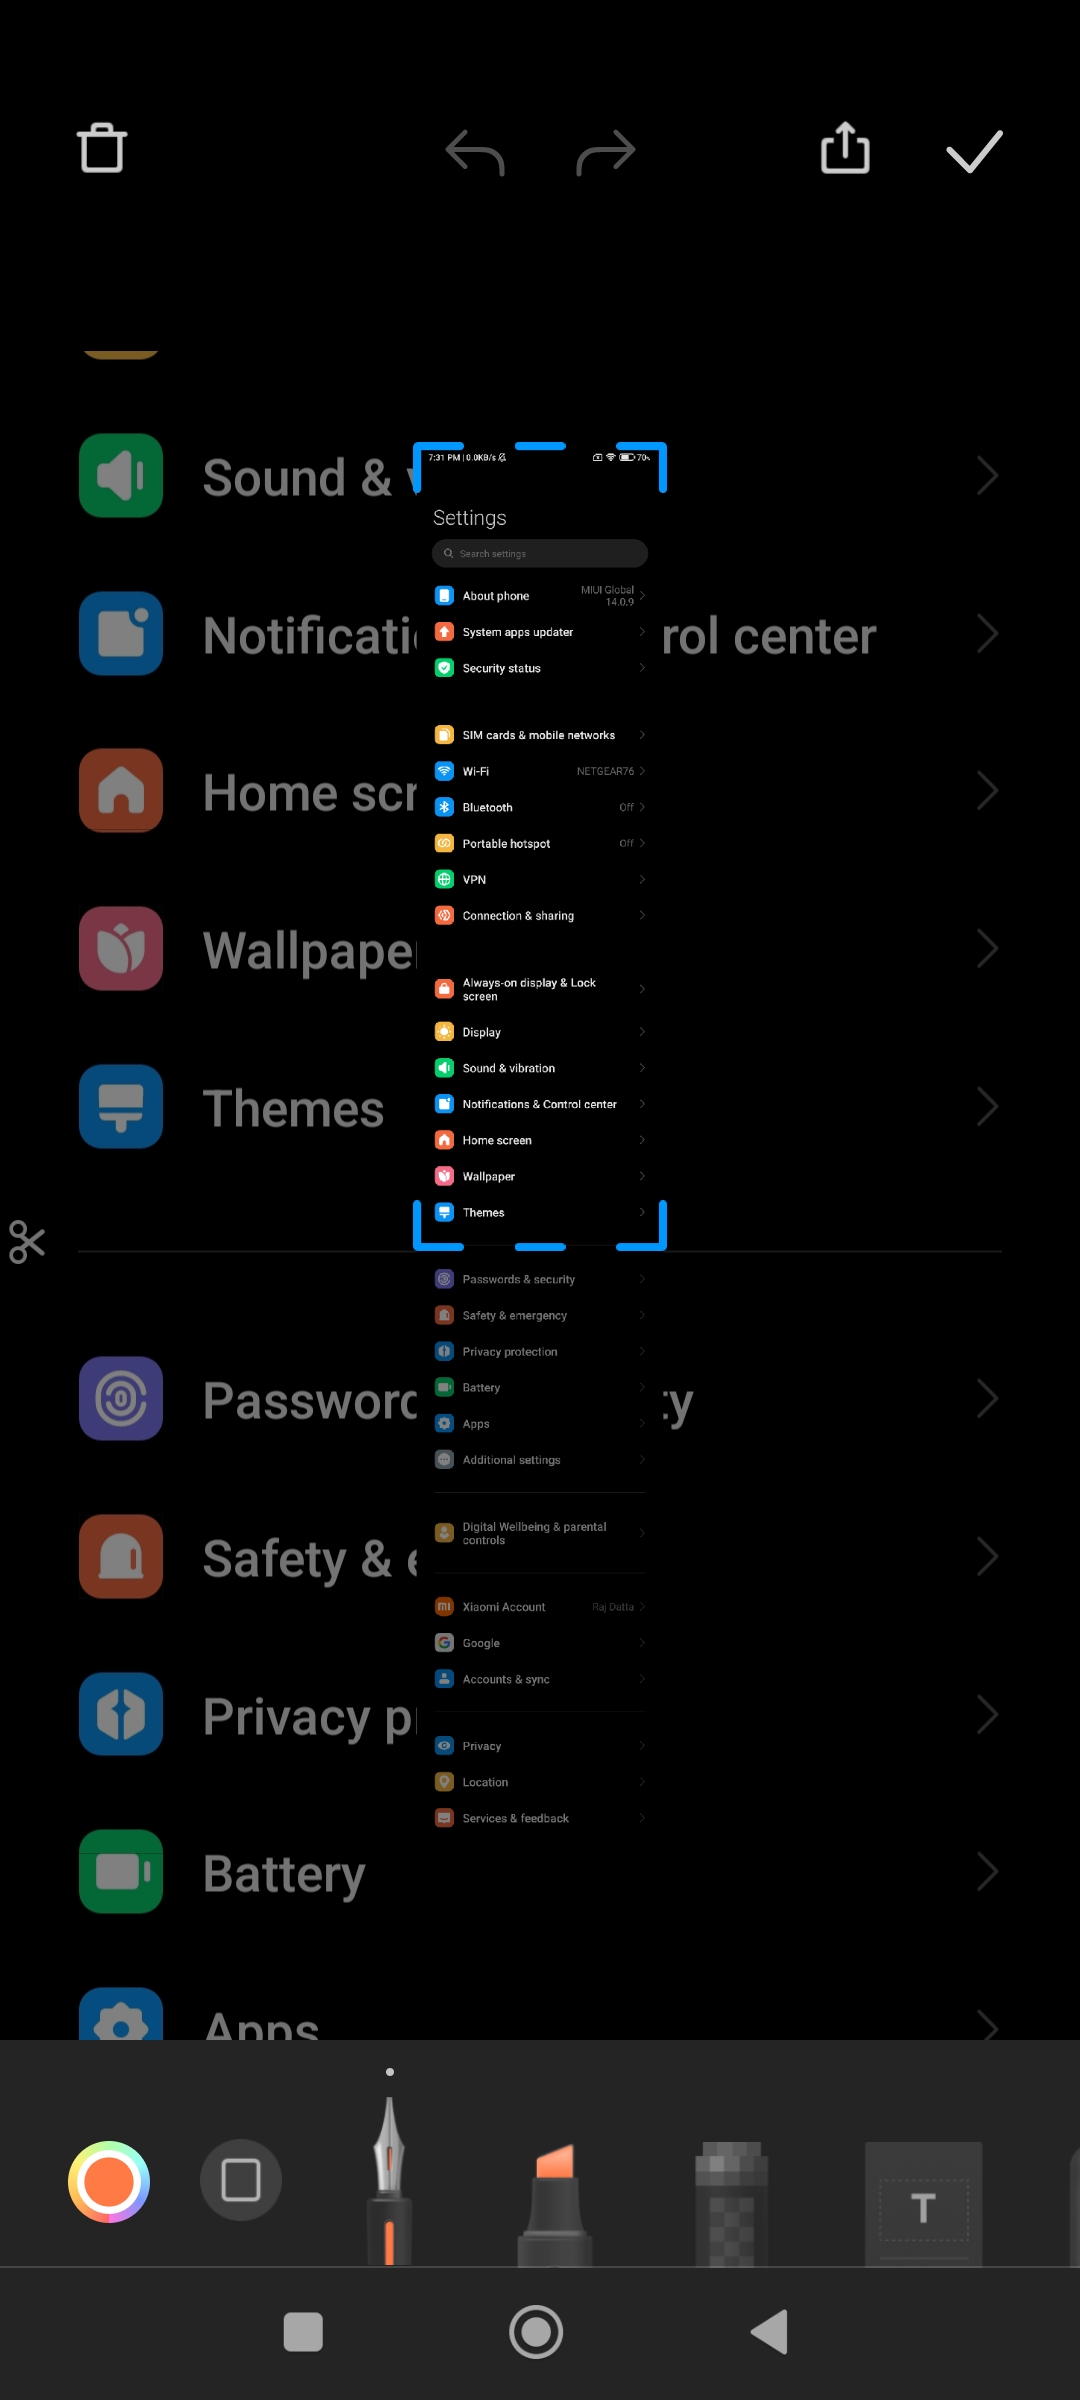 7:31 PM | 0.0KB/s
70%
Settings
Search settings
About phone
MIUI Global
14.0.9
System apps updater
Security status
SIM cards & mobile networks
Wi-Fi
NETGEAR76
Bluetooth
Off
Portable hotspot
Off
VPN
Connection & sharing
Always-on display & Lock
screen
Display
Sound & vibration
Notifications & Control center
Home screen
Wallpaper
Themes
Passwords & security
Safety & emergency
Privacy protection
Battery
Apps
Additional settings
Digital Wellbeing & parental
controls
Xiaomi Account
Raj Datta
Google
Accounts & sync
Privacy
Location
Services & feedback
Sound &
rol center
Home scr
Wallpape
Themes
Safety &
Privacy p
Battery
Apps
T